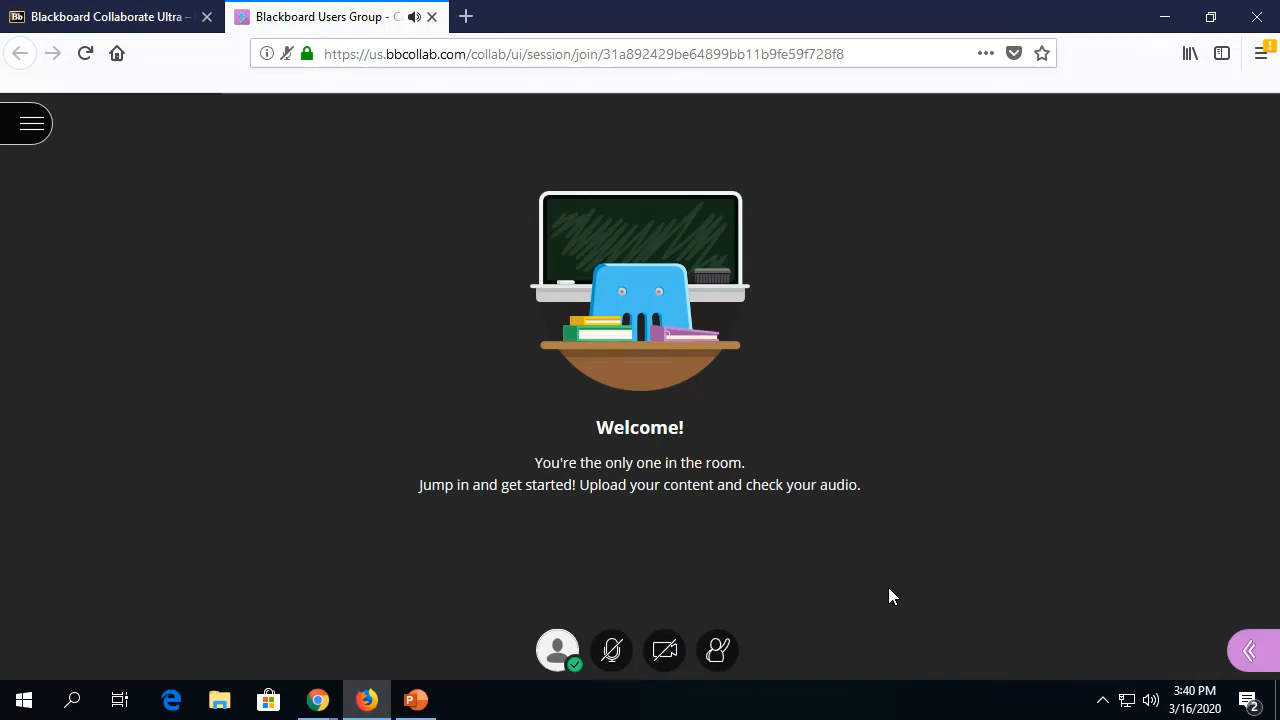 Bb Blackboard Collaborate Ultra –
Blackboard Users Group - C
https://us.bbcollab.com/collab/ui/session/join/31a892429be64899bb11b9fe59f728f8
Welcome!
You're the only one in the room.
Jump in and get started! Upload your content and check your audio.
3:40 PM
3/16/2020
2